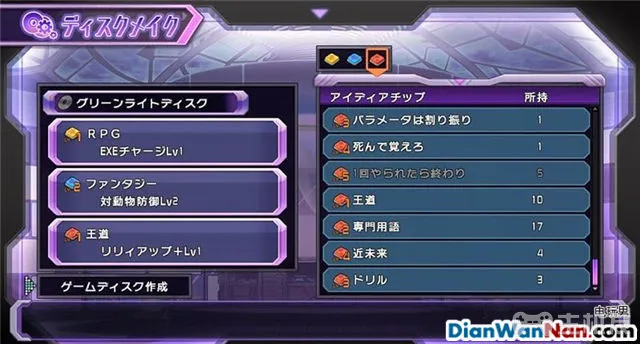 ディスクメイク
グリーンライトディスク
RPG
EXEチャージLv1
ファンタジー
対動物防御Lv2
王道
リリィアップ+Lv1
ゲームディスク作成
アイディアチップ 所持
パラメータは割り振り 1
死んで覚えろ 1
1回やられたら終わり 5
王道 10
専門用語 17
近未来 4
ドリル 3
电玩男
DianWanNan.com